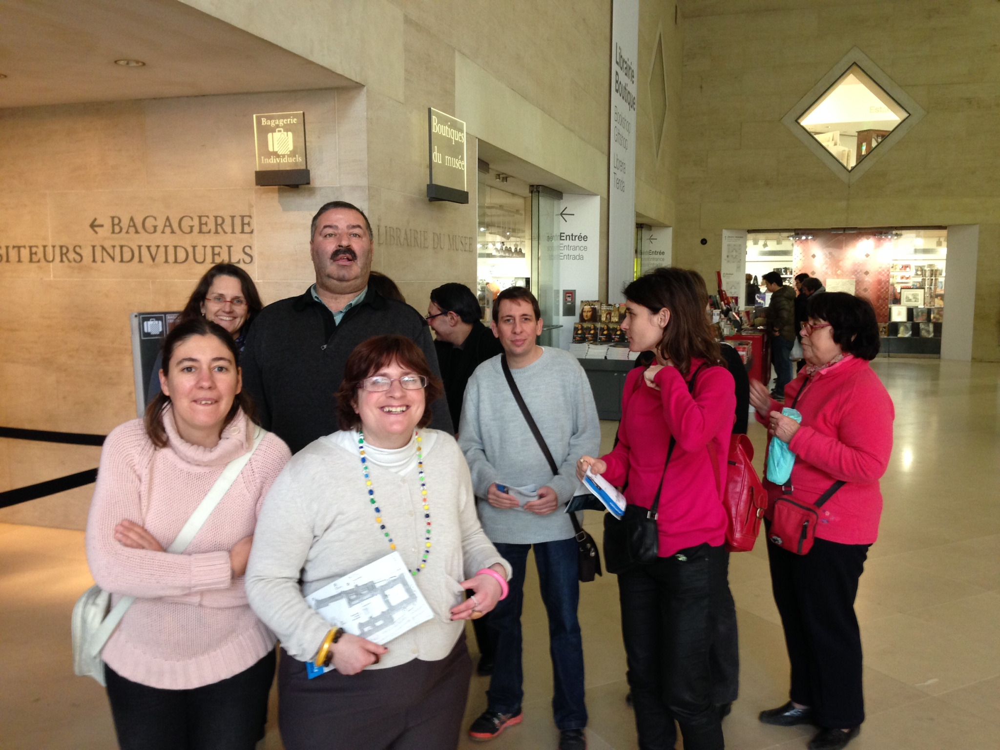 Bagagerie
Individuels
Boutiques
du musée
← BAGAGERIE
SITEURS INDIVIDUELS
LIBRAIRIE DU MUSEE
Librairie
Boutique
Bookshop
Giftshop
Libreria
Tienda
Entrée
Entrance
Entrada
Entrée
Entrance
Entrada